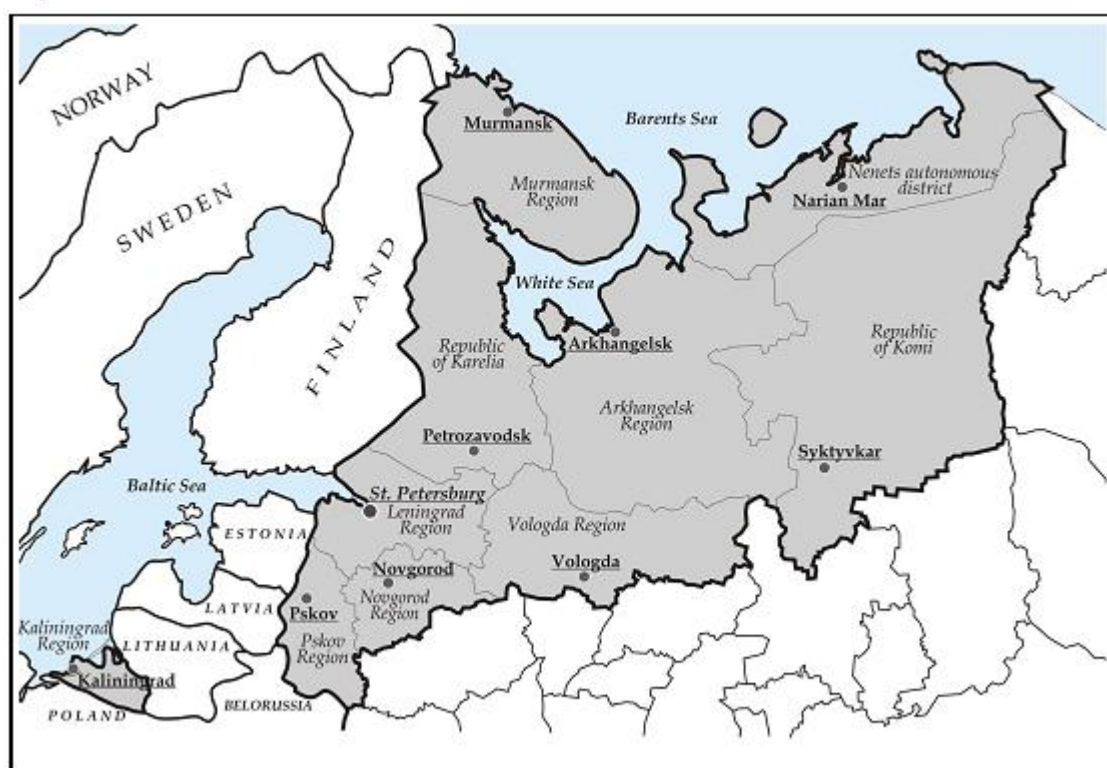 NORWAY
SWEDEN
FINLAND
Murmansk
Murmansk
Region
Barents Sea
Nenets autonomous
district
Narian Mar
White Sea
Arkhangelsk
Republic
of Karelia
Republic
of Komi
Arkhangelsk
Region
Petrozavodsk
Syktyvkar
Baltic Sea
St. Petersburg
Leningrad
Region
Vologda Region
ESTONIA
Novgorod
Vologda
Novgorod
Region
LATVIA
Pskov
Pskov
Region
Kaliningrad
Region
LITHUANIA
Kaliningrad
POLAND
BELORUSSIA